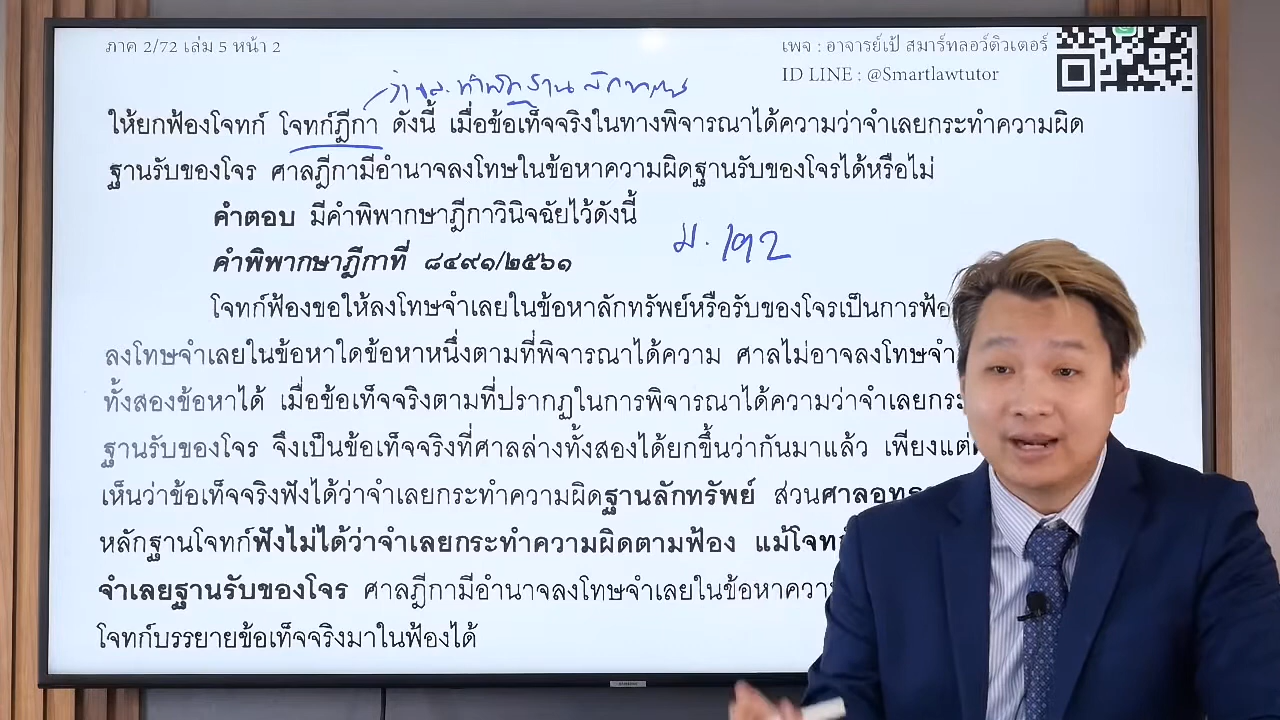 ภาค 2/72 เล่ม 5 หน้า 2
เพจ : อาจารย์เป้ สมาร์ทลอว์ติวเตอร์
ID LINE : @Smartlawtutor
ว่า จล. ทำผิดฐาน ลักทรัพย์
ให้ยกฟ้องโจทก์ โจทก์ฎีกา ดังนี้ เมื่อข้อเท็จจริงในทางพิจารณาได้ความว่าจำเลยกระทำความผิด
ฐานรับของโจร ศาลฎีกามีอำนาจลงโทษในข้อหาความผิดฐานรับของโจรได้หรือไม่
คำตอบ มีคำพิพากษาฎีกาวินิจฉัยไว้ดังนี้
ม. 192
คำพิพากษาฎีกาที่ ๘๔๙๑/๒๕๖๑
โจทก์ฟ้องขอให้ลงโทษจำเลยในข้อหาลักทรัพย์หรือรับของโจรเป็นการฟ้อ
ลงโทษจำเลยในข้อหาใดข้อหาหนึ่งตามที่พิจารณาได้ความ ศาลไม่อาจลงโทษจำ
ทั้งสองข้อหาได้ เมื่อข้อเท็จจริงตามที่ปรากฏในการพิจารณาได้ความว่าจำเลยกระ
ฐานรับของโจร จึงเป็นข้อเท็จจริงที่ศาลล่างทั้งสองได้ยกขึ้นว่ากันมาแล้ว เพียงแต่
เห็นว่าข้อเท็จจริงฟังได้ว่าจำเลยกระทำความผิดฐานลักทรัพย์ ส่วนศาลอุทร
หลักฐานโจทก์ฟังไม่ได้ว่าจำเลยกระทำความผิดตามฟ้อง แม้โจทก์
จำเลยฐานรับของโจร ศาลฎีกามีอำนาจลงโทษจำเลยในข้อหาความ
โจทก์บรรยายข้อเท็จจริงมาในฟ้องได้